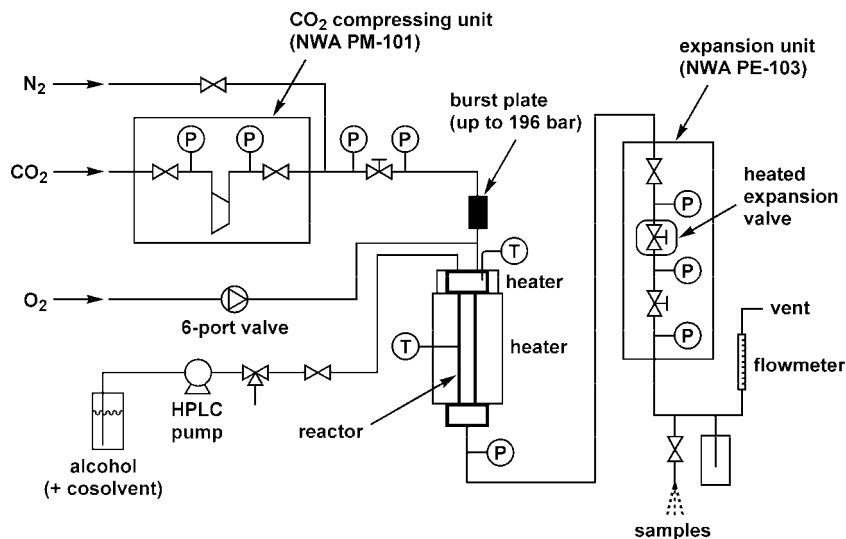 CO₂ compressing unit
(NWA PM-101)
expansion unit
(NWA PE-103)
N₂
burst plate
(up to 196 bar)
P
P
P
P
CO₂
heated
expansion
valve
P
P
P
T
heater
O₂
6-port valve
T
heater
vent
flowmeter
HPLC
pump
reactor
P
alcohol
(+ cosolvent)
samples